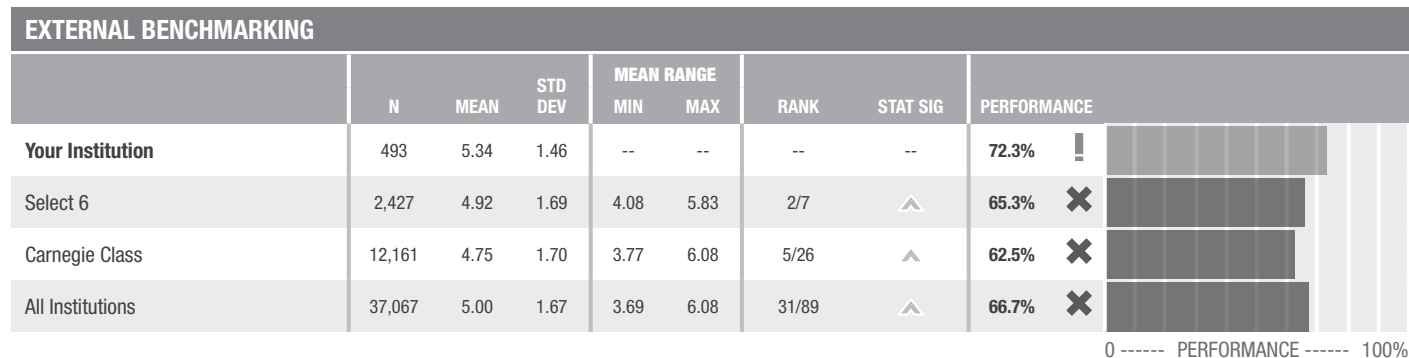 EXTERNAL BENCHMARKING
N MEAN STD DEV MEAN RANGE MIN MAX RANK STAT SIG PERFORMANCE
Your Institution 493 5.34 1.46 -- -- -- -- 72.3% !
Select 6 2,427 4.92 1.69 4.08 5.83 2/7 65.3%
Carnegie Class 12,161 4.75 1.70 3.77 6.08 5/26 62.5%
All Institutions 37,067 5.00 1.67 3.69 6.08 31/89 66.7%
0 ------ PERFORMANCE ------ 100%